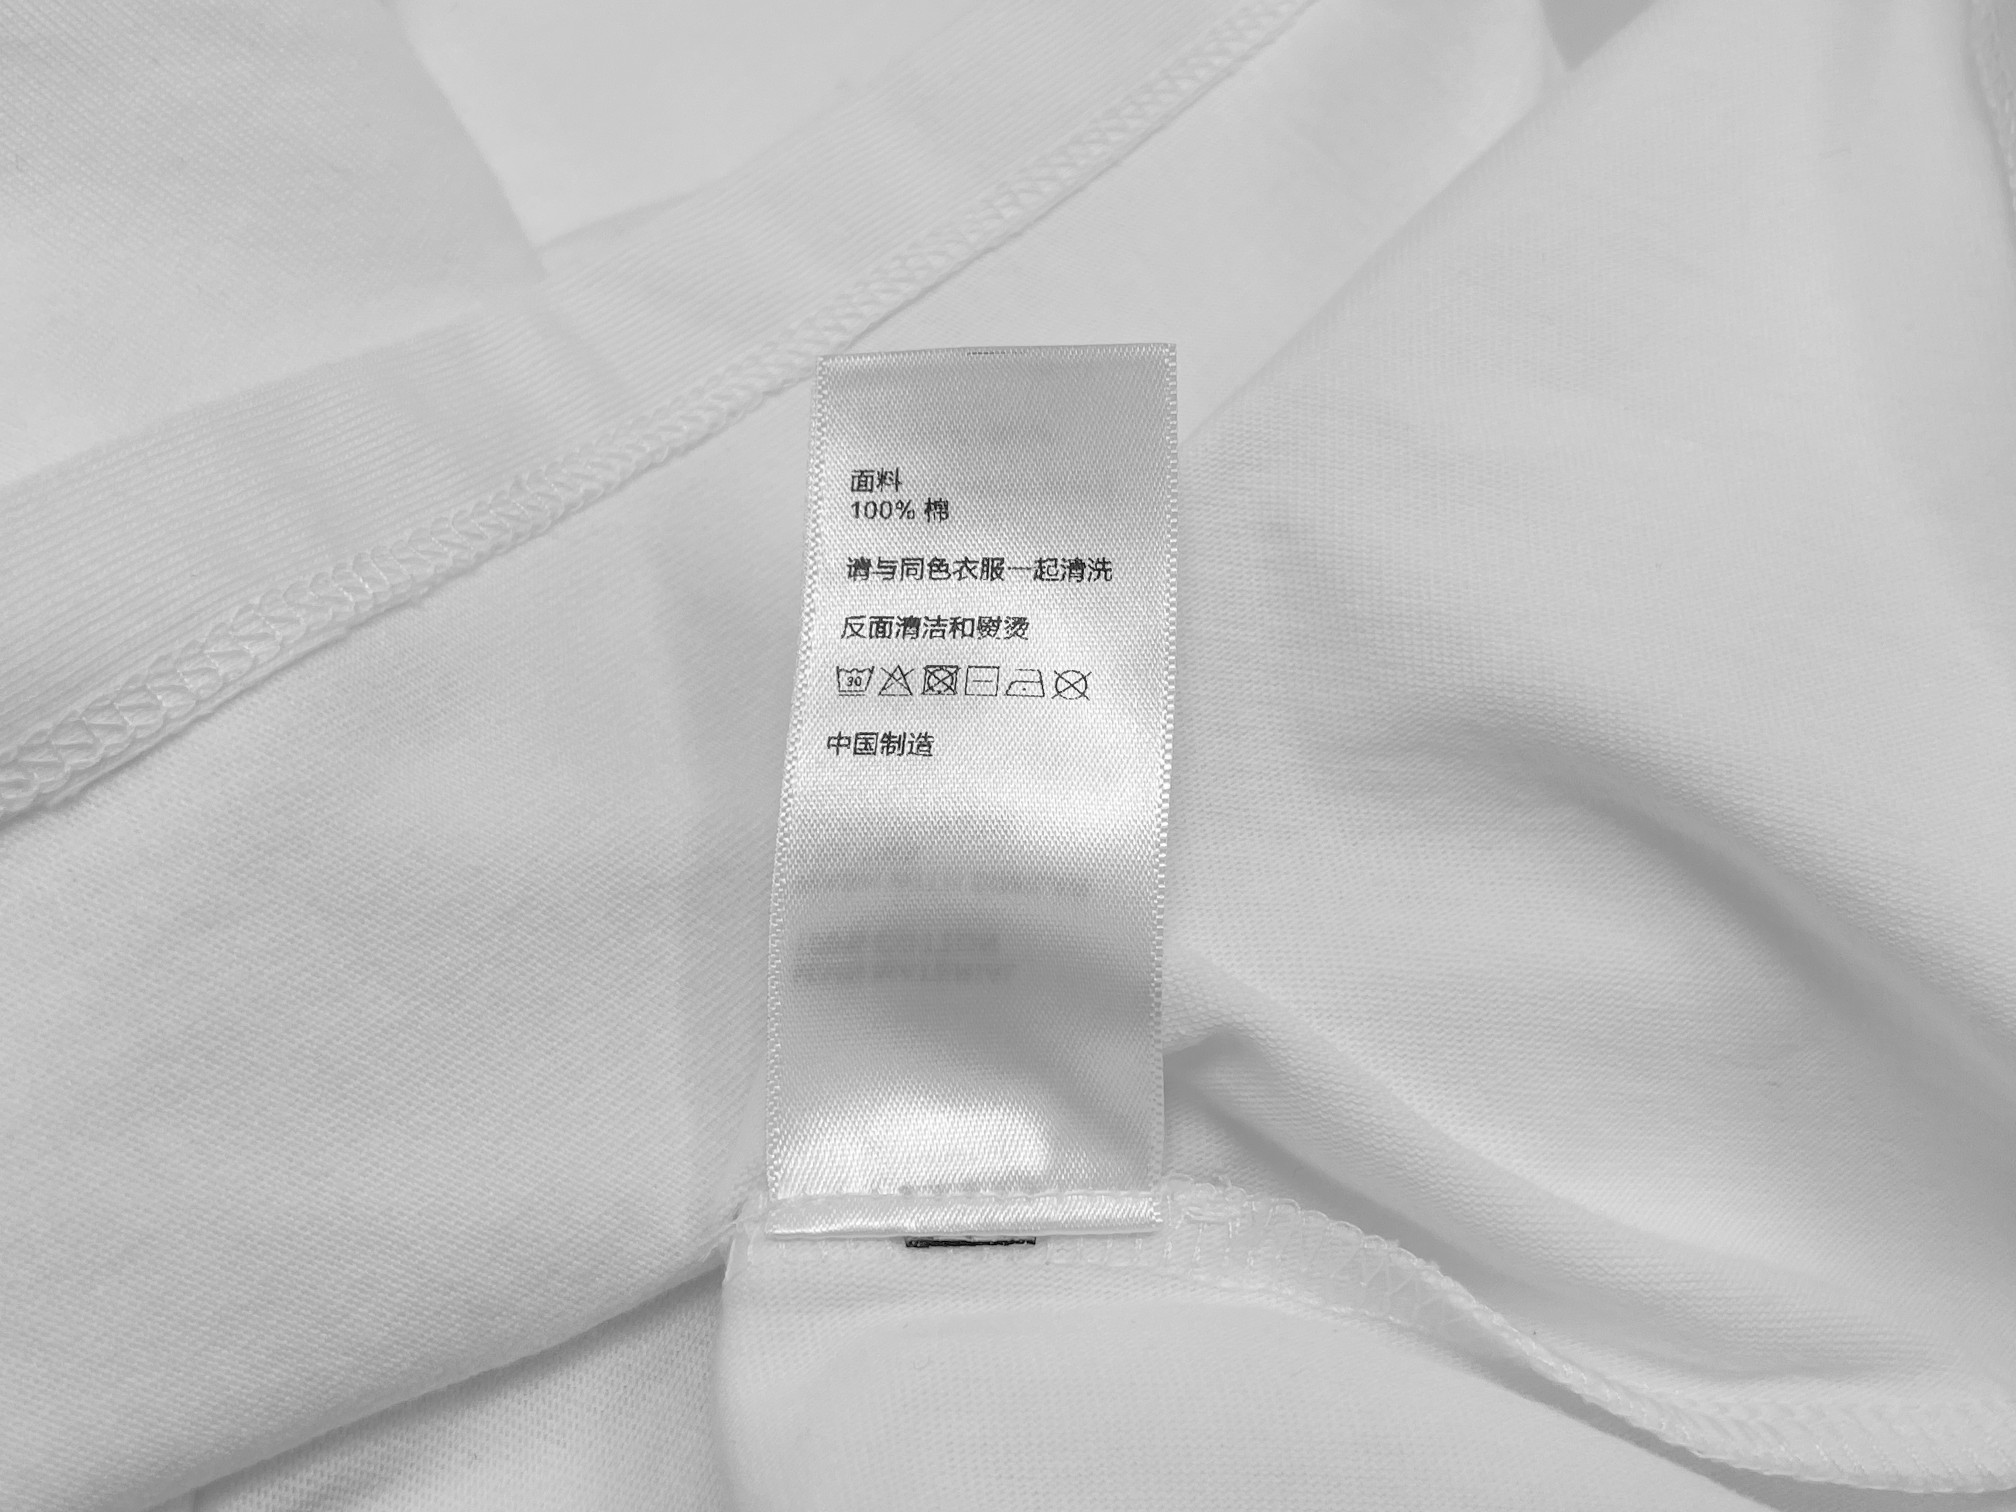 面料
100% 棉
请与同色衣服一起清洗
反面清洁和熨烫
30
中国制造